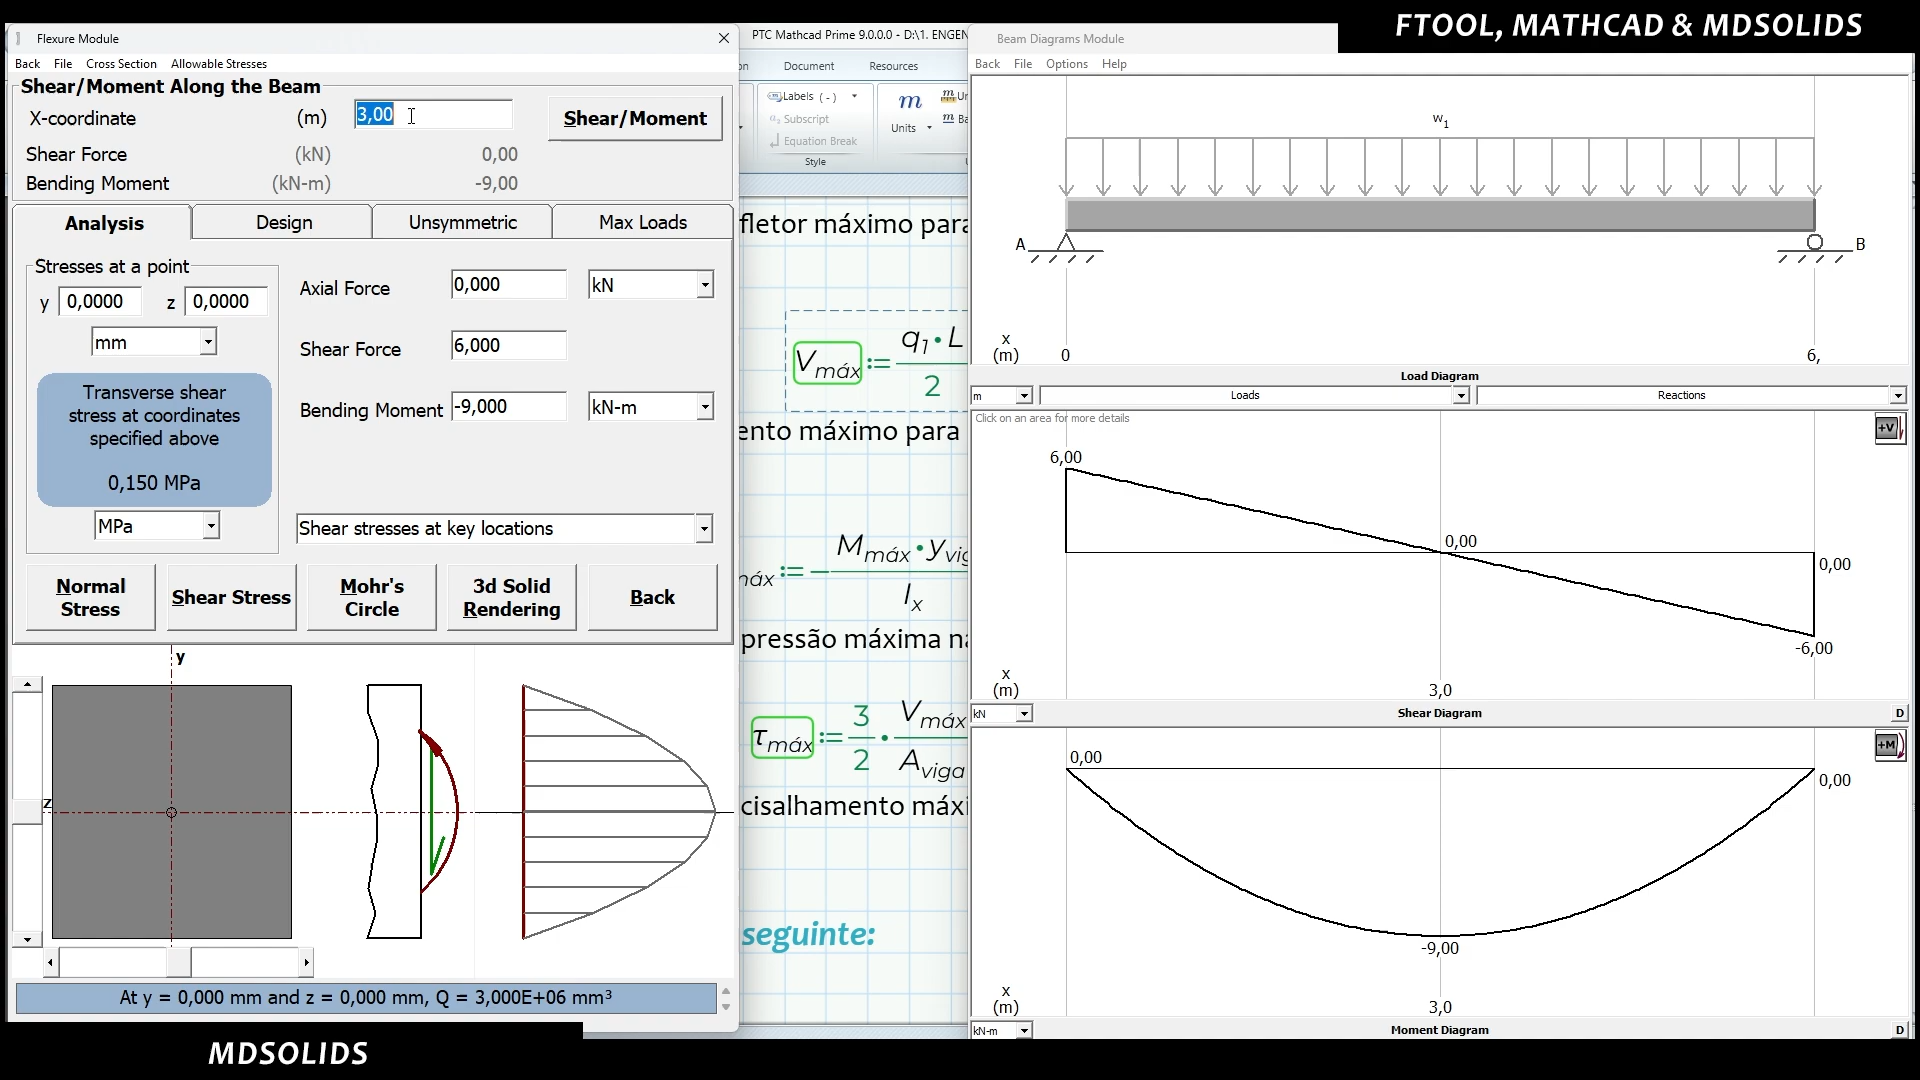 FTOOL, MATHCAD & MDSOLIDS
Flexure Module
Back File Cross Section Allowable Stresses
Shear/Moment Along the Beam
X-coordinate (m) 3,00
Shear/Moment
Shear Force (kN) 0,00
Bending Moment (kN-m) -9,00
Analysis Design Unsymmetric Max Loads
Stresses at a point
y 0,0000 z 0,0000
mm
Transverse shear
stress at coordinates
specified above
0,150 MPa
MPa
Axial Force 0,000 kN
Shear Force 6,000
Bending Moment -9,000 kN-m
Shear stresses at key locations
Normal Stress
Shear Stress
Mohr's Circle
3d Solid Rendering
Back
y
z
At y = 0,000 mm and z = 0,000 mm, Q = 3,000E+06 mm³
MDSOLIDS
PTC Mathcad Prime 9.0.0.0 - D:\1. ENGEN
Document Resources
Labels ( - )
Subscript
Equation Break
Style
m
Units
fletor máximo para
Vmáx := q1 · L / 2
ento máximo para
máx := - Mmáx · yvig / Ix
pressão máxima na
τmáx := 3/2 · Vmáx / Aviga
cisalhamento máxi
seguinte:
Beam Diagrams Module
Back File Options Help
w1
A B
x
(m) 0 6,
Load Diagram
m Loads Reactions
Click on an area for more details
+V
6,00
0,00
0,00
-6,00
x
(m) 3,0
kN Shear Diagram D
+M
0,00
0,00
-9,00
x
(m) 3,0
kN-m Moment Diagram D